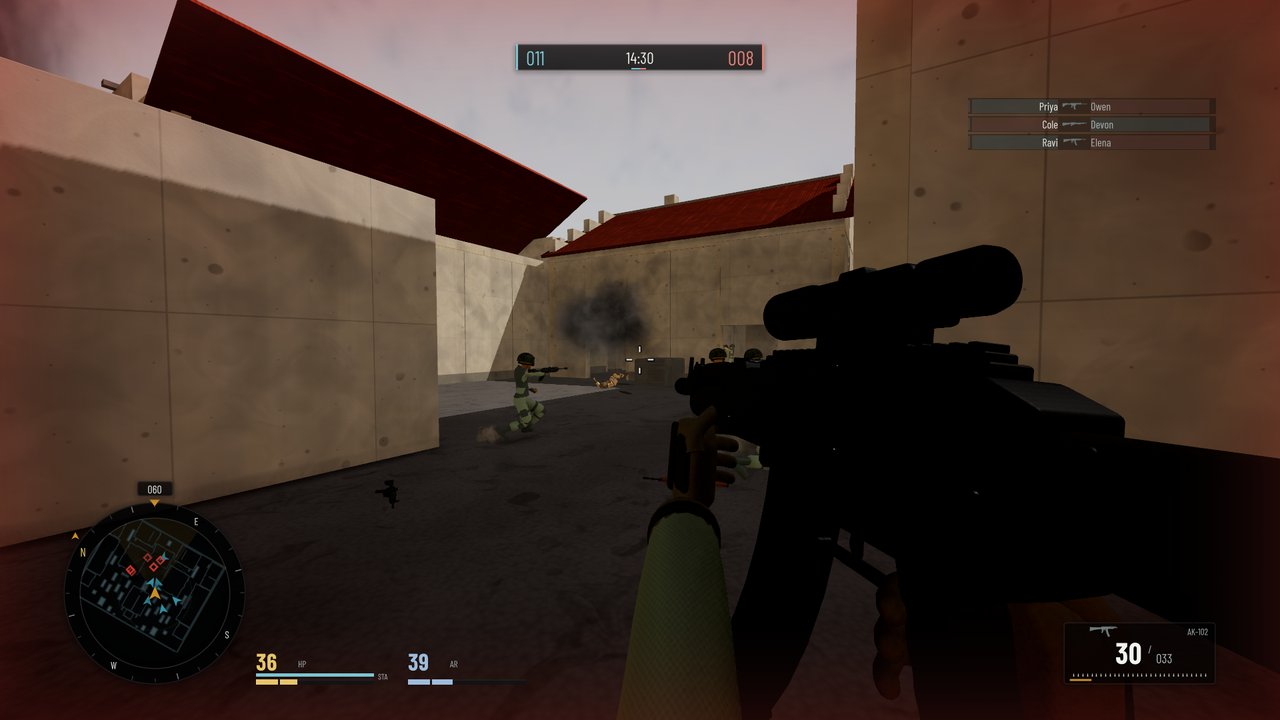 011 14:30 008
Priya Owen
Cole Devon
Ravi Elena
060
E
N
S
W
36 HP
STA
39 AR
AK-102
30 / 033